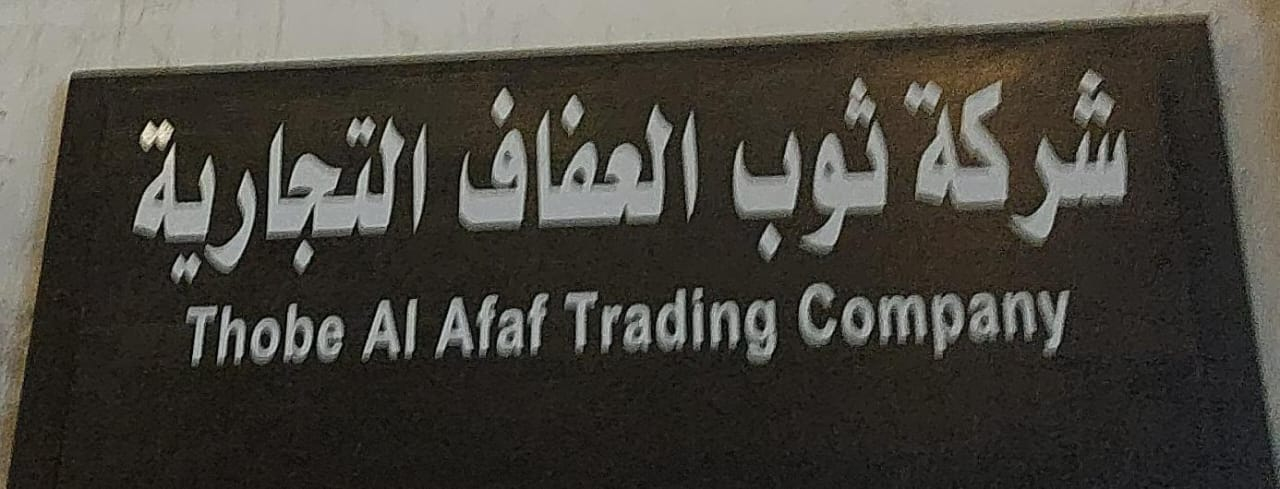 شركة ثوب العفاف التجارية
Thobe Al Afaf Trading Company